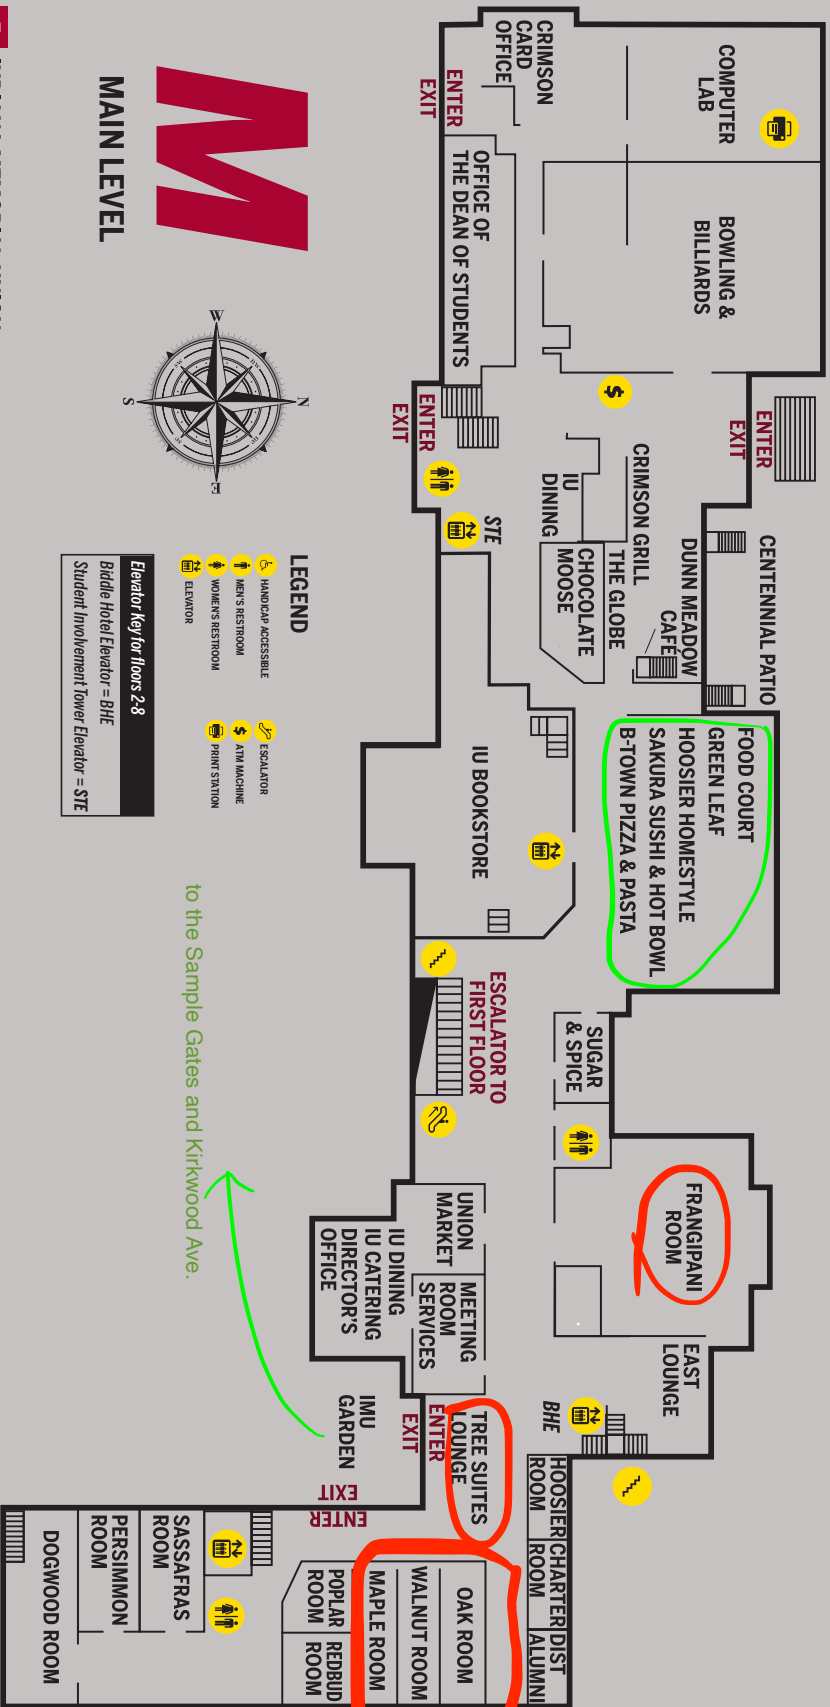 M
MAIN LEVEL
W
N
S
E
LEGEND
HANDICAP ACCESSIBLE
MEN'S RESTROOM
WOMEN'S RESTROOM
ELEVATOR
ESCALATOR
$ ATM MACHINE
PRINT STATION
Elevator Key for floors 2-8
Biddle Hotel Elevator = BHE
Student Involvement Tower Elevator = STE
COMPUTER
LAB
CRIMSON
CARD
OFFICE
ENTER
EXIT
BOWLING &
BILLIARDS
OFFICE OF
THE DEAN OF STUDENTS
$
ENTER
EXIT
ENTER
EXIT
STE
CRIMSON GRILL
IU
DINING
THE GLOBE
CHOCOLATE
MOOSE
DUNN MEADOW
CAFÉ
CENTENNIAL PATIO
FOOD COURT
GREEN LEAF
HOOSIER HOMESTYLE
SAKURA SUSHI & HOT BOWL
B-TOWN PIZZA & PASTA
IU BOOKSTORE
ESCALATOR TO
FIRST FLOOR
SUGAR
& SPICE
FRANGIPANI
ROOM
UNION
MARKET
IU DINING
IU CATERING
DIRECTOR'S
OFFICE
MEETING
ROOM
SERVICES
EAST
LOUNGE
BHE
TREE SUITES
LOUNGE
ENTER
EXIT
IMU
GARDEN
EXIT
ENTER
to the Sample Gates and Kirkwood Ave.
HOOSIER
ROOM
CHARTER
ROOM
DIST
ALUMNI
OAK ROOM
WALNUT ROOM
MAPLE ROOM
POPLAR
ROOM
REDBUD
ROOM
SASSAFRAS
ROOM
PERSIMMON
ROOM
DOGWOOD ROOM